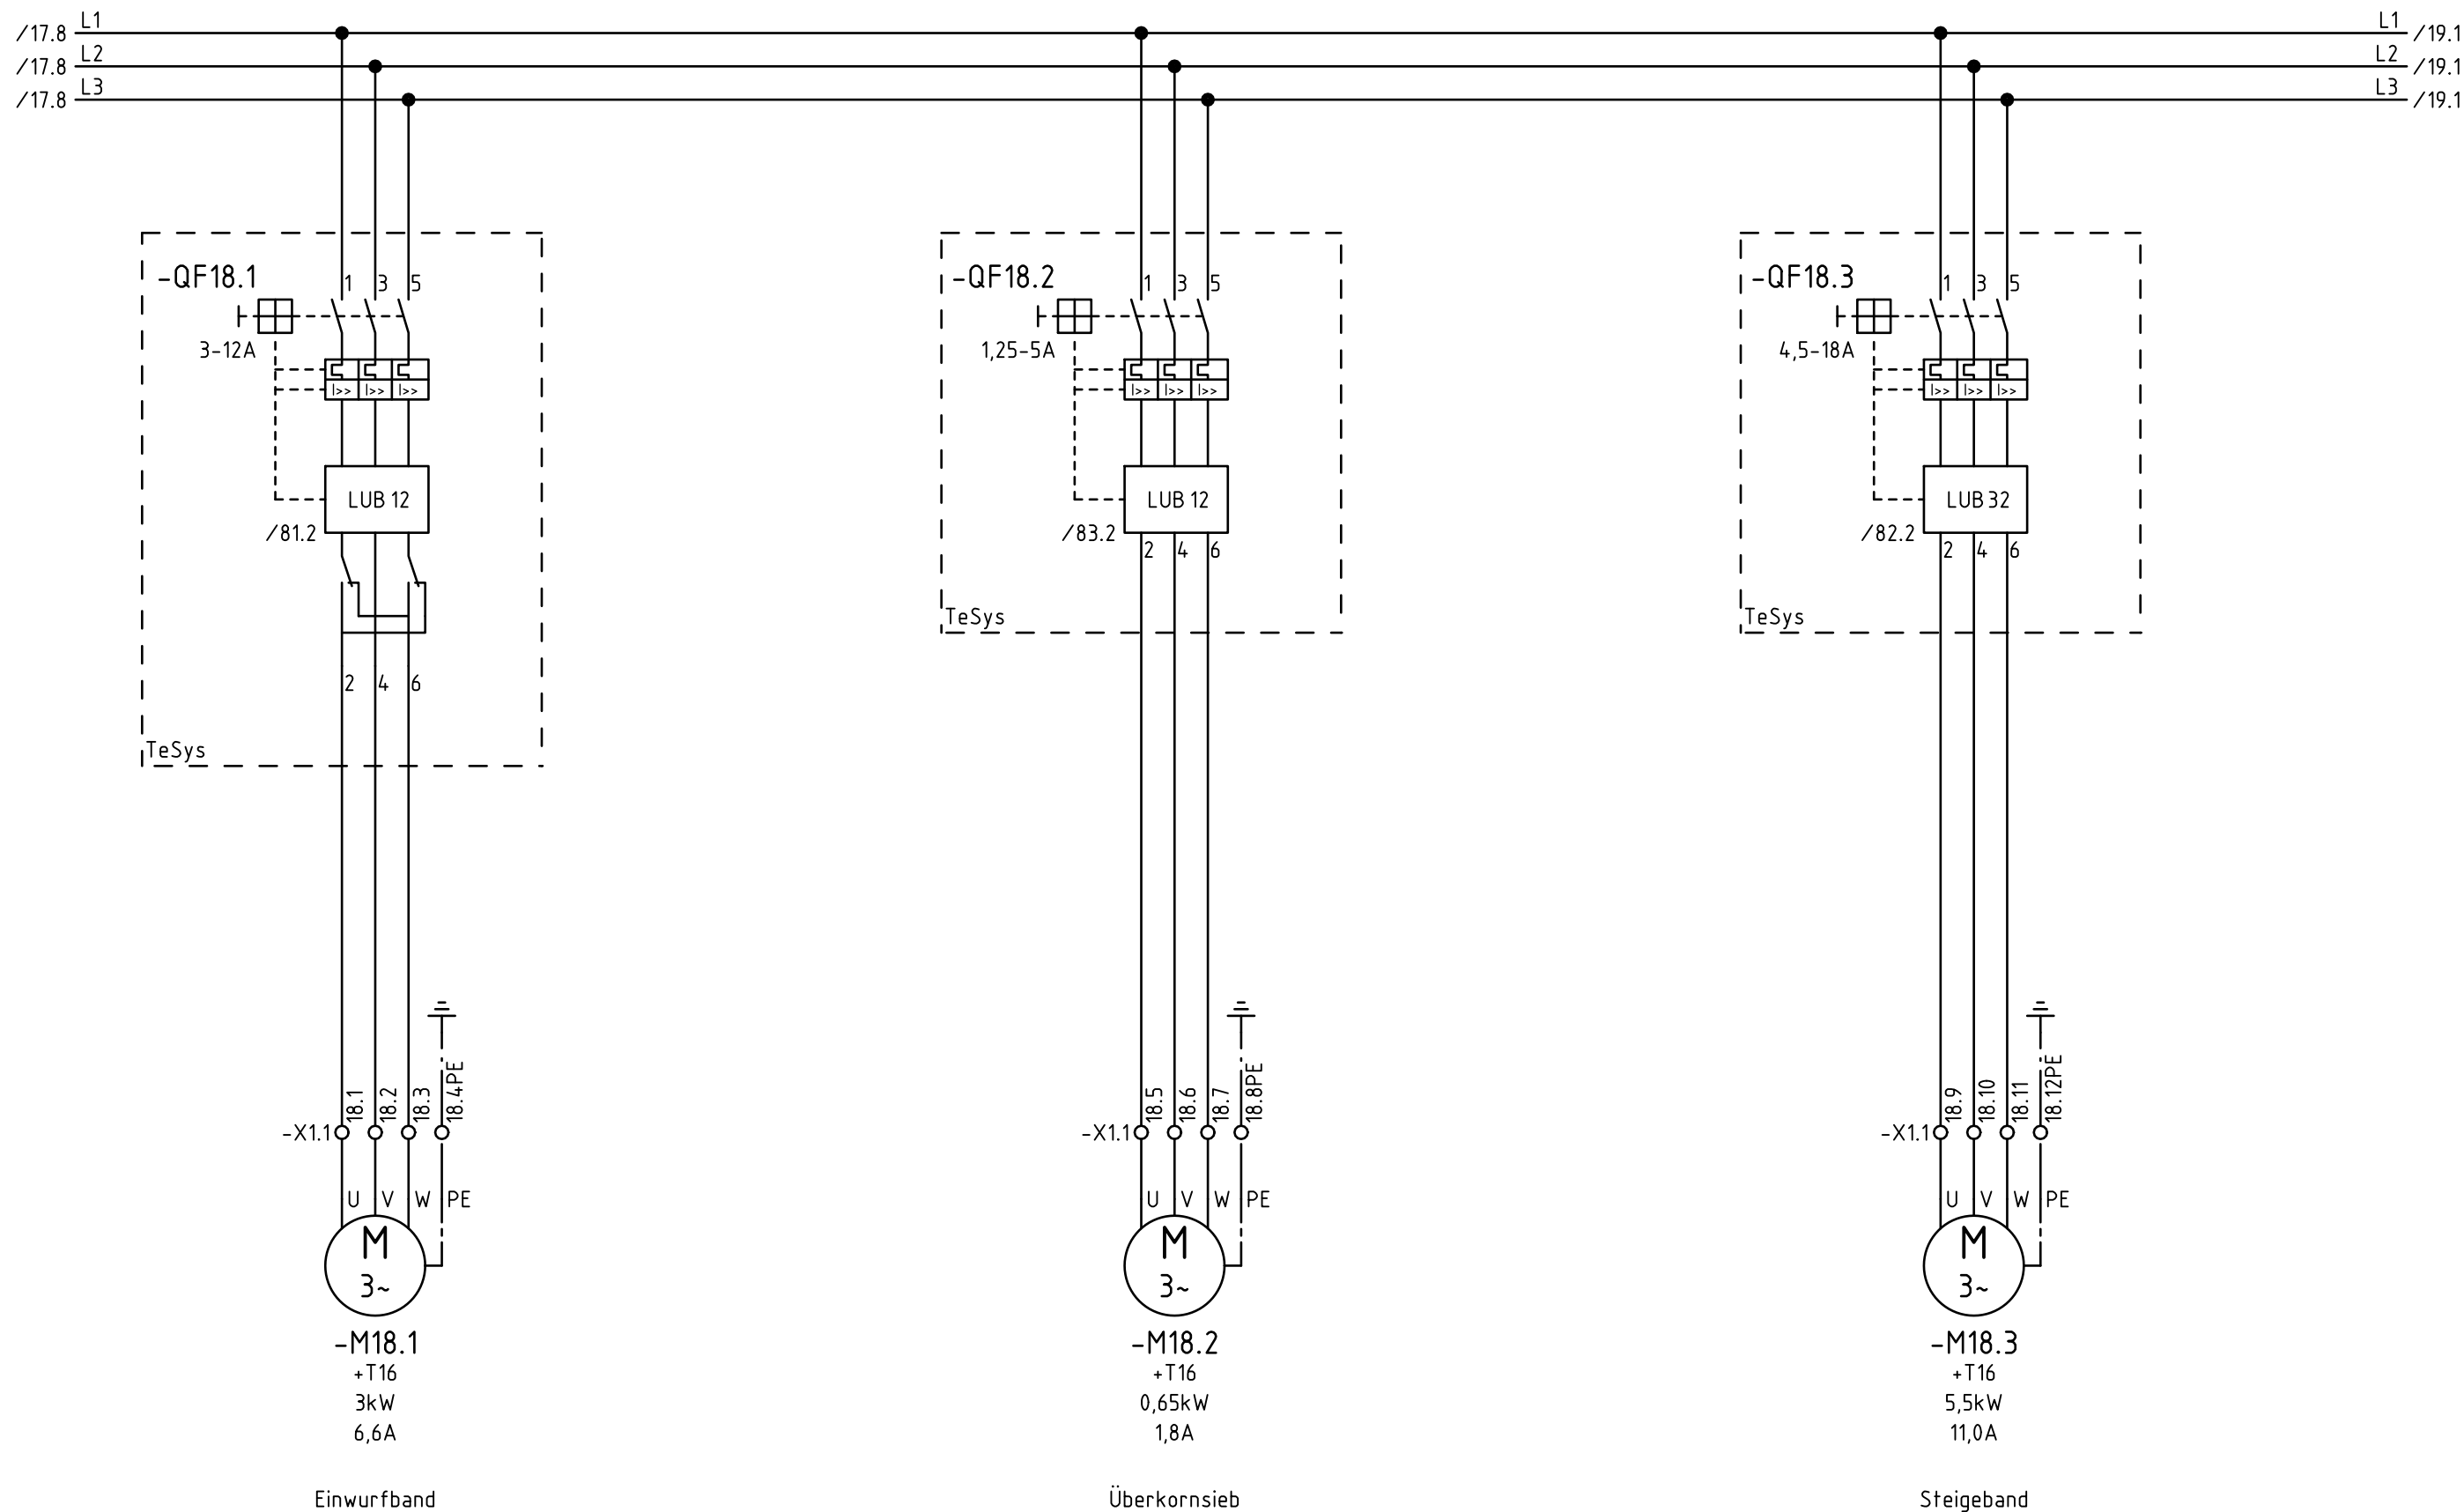 L1 L1
/17.8 /19.1
L2 L2
/17.8 /19.1
L3 L3
/17.8 /19.1
-QF18.1 1 3 5
3-12A
I>> I>> I>>
LUB 12
/81.2
2 4 6
TeSys
-QF18.2 1 3 5
1,25-5A
I>> I>> I>>
LUB 12
/83.2
2 4 6
TeSys
-QF18.3 1 3 5
4,5-18A
I>> I>> I>>
LUB 32
/82.2
2 4 6
TeSys
18.1
18.2
18.3
18.4PE
-X1.1
U V W PE
M
3~
-M18.1
+T16
3kW
6,6A
Einwurfband
18.5
18.6
18.7
18.8PE
-X1.1
U V W PE
M
3~
-M18.2
+T16
0,65kW
1,8A
Überkornsieb
18.9
18.10
18.11
18.12PE
-X1.1
U V W PE
M
3~
-M18.3
+T16
5,5kW
11,0A
Steigeband